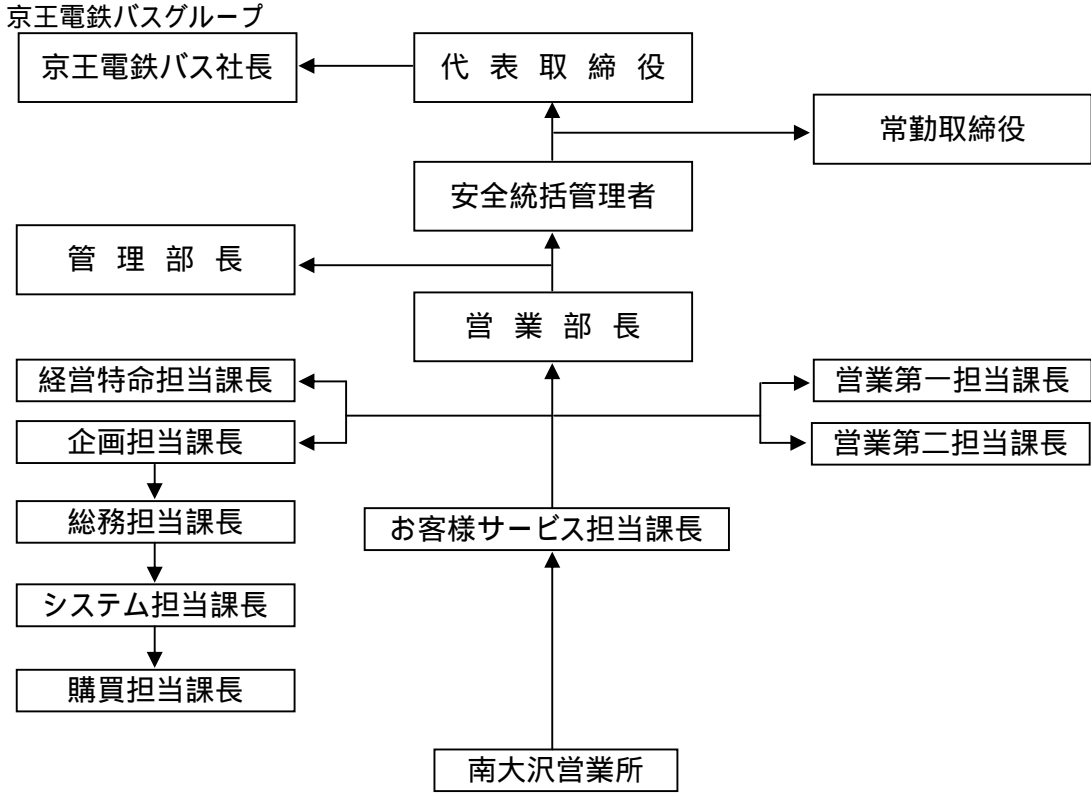 京王電鉄バスグループ
京王電鉄バス社長
代表取締役
常勤取締役
安全統括管理者
管理部長
営業部長
経営特命担当課長
営業第一担当課長
企画担当課長
営業第二担当課長
総務担当課長
お客様サービス担当課長
システム担当課長
購買担当課長
南大沢営業所